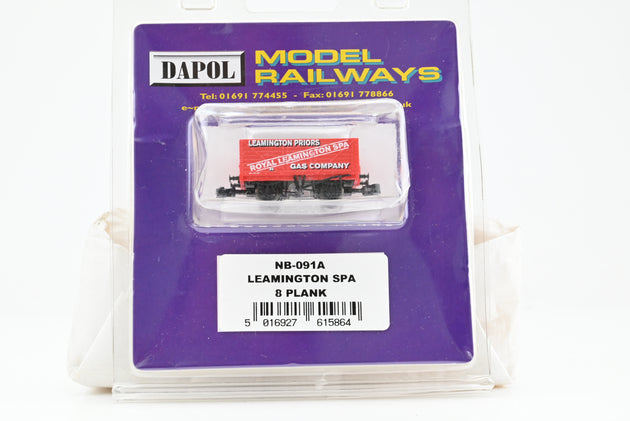 DAPOL
MODEL
RAILWAYS
Tel: 01691 774455 - Fax: 01691 778866
LEAMINGTON PRIORS
ROYAL LEAMINGTON SPA
GAS COMPANY
NB-091A
LEAMINGTON SPA
8 PLANK
5 016927 615864